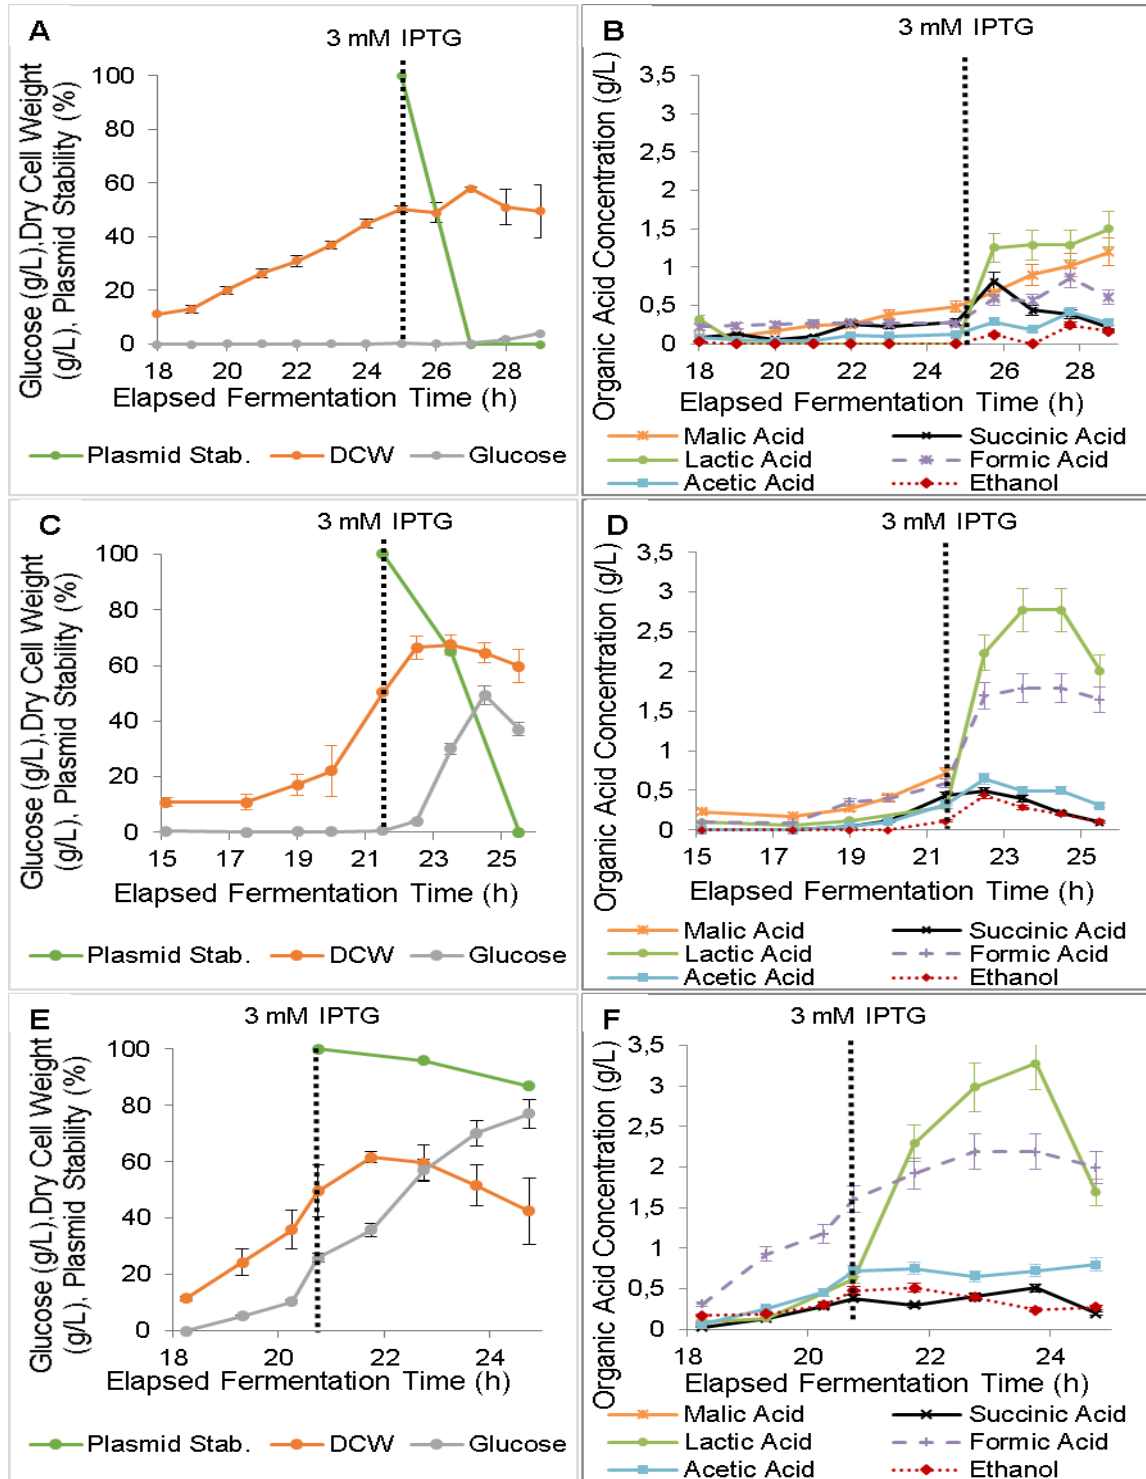 A
3 mM IPTG
Glucose (g/L),Dry Cell Weight
(g/L), Plasmid Stability (%)
100
80
60
40
20
0
18 20 22 24 26 28
Elapsed Fermentation Time (h)
Plasmid Stab. DCW Glucose
B
3 mM IPTG
Organic Acid Concentration (g/L)
3,5
3
2,5
2
1,5
1
0,5
0
18 20 22 24 26 28
Elapsed Fermentation Time (h)
Malic Acid Succinic Acid
Lactic Acid Formic Acid
Acetic Acid Ethanol
C
3 mM IPTG
Glucose (g/L),Dry Cell Weight
(g/L), Plasmid Stability (%)
100
80
60
40
20
0
15 17 19 21 23 25
Elapsed Fermentation Time (h)
Plasmid Stab. DCW Glucose
D
3 mM IPTG
Organic Acid Concentration (g/L)
3,5
3
2,5
2
1,5
1
0,5
0
15 17 19 21 23 25
Elapsed Fermentation Time (h)
Malic Acid Succinic Acid
Lactic Acid Formic Acid
Acetic Acid Ethanol
E
3 mM IPTG
Glucose (g/L),Dry Cell Weight
(g/L), Plasmid Stability (%)
100
80
60
40
20
0
18 20 22 24
Elapsed Fermentation Time (h)
Plasmid Stab. DCW Glucose
F
3 mM IPTG
Organic Acid Concentration (g/L)
3,5
3
2,5
2
1,5
1
0,5
0
18 20 22 24
Elapsed Fermentation Time (h)
Malic Acid Succinic Acid
Lactic Acid Formic Acid
Acetic Acid Ethanol